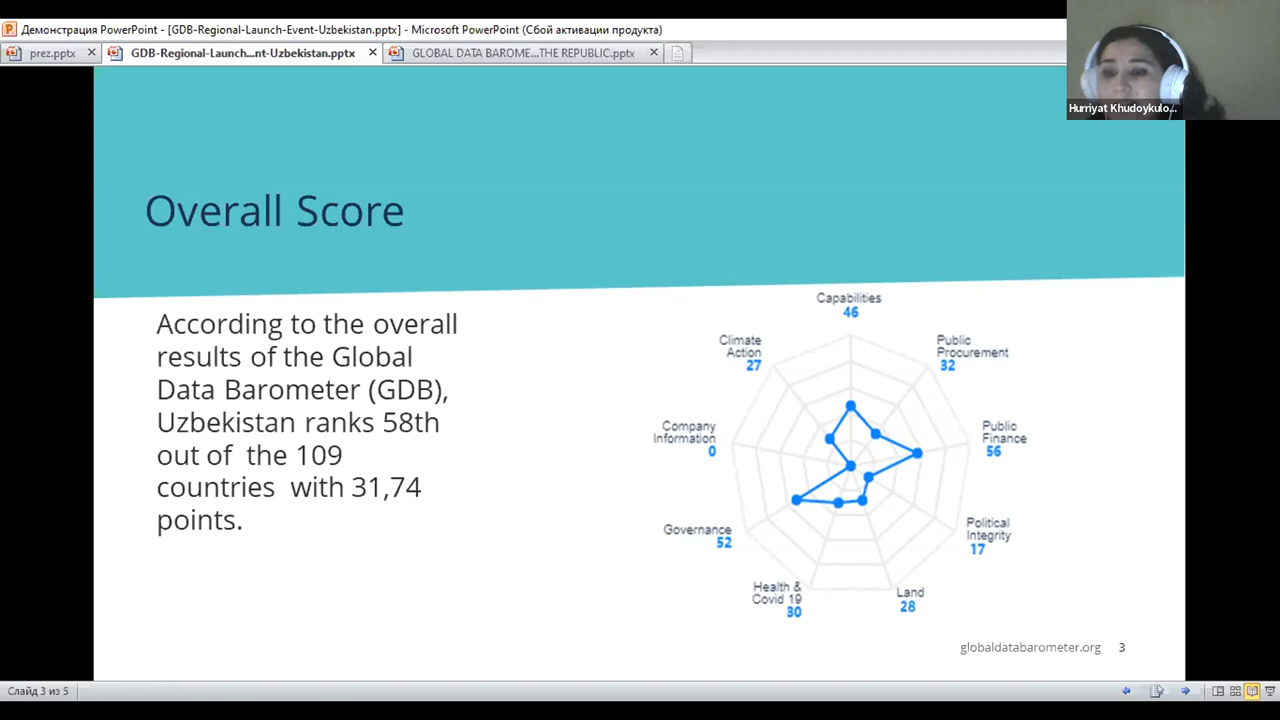 Демонстрация PowerPoint - [GDB-Regional-Launch-Event-Uzbekistan.pptx] - Microsoft PowerPoint (Сбой активации продукта)
prez.pptx
GDB-Regional-Launch...nt-Uzbekistan.pptx
GLOBAL DATA BAROME...THE REPUBLIC.pptx
Hurriyat Khudoykulo...
Overall Score
According to the overall
results of the Global
Data Barometer (GDB),
Uzbekistan ranks 58th
out of the 109
countries with 31,74
points.
Capabilities
46
Public
Procurement
32
Public
Finance
56
Political
Integrity
17
Land
28
Health &
Covid 19
30
Governance
52
Company
Information
0
Climate
Action
27
globaldatabarometer.org 3
Слайд 3 из 5